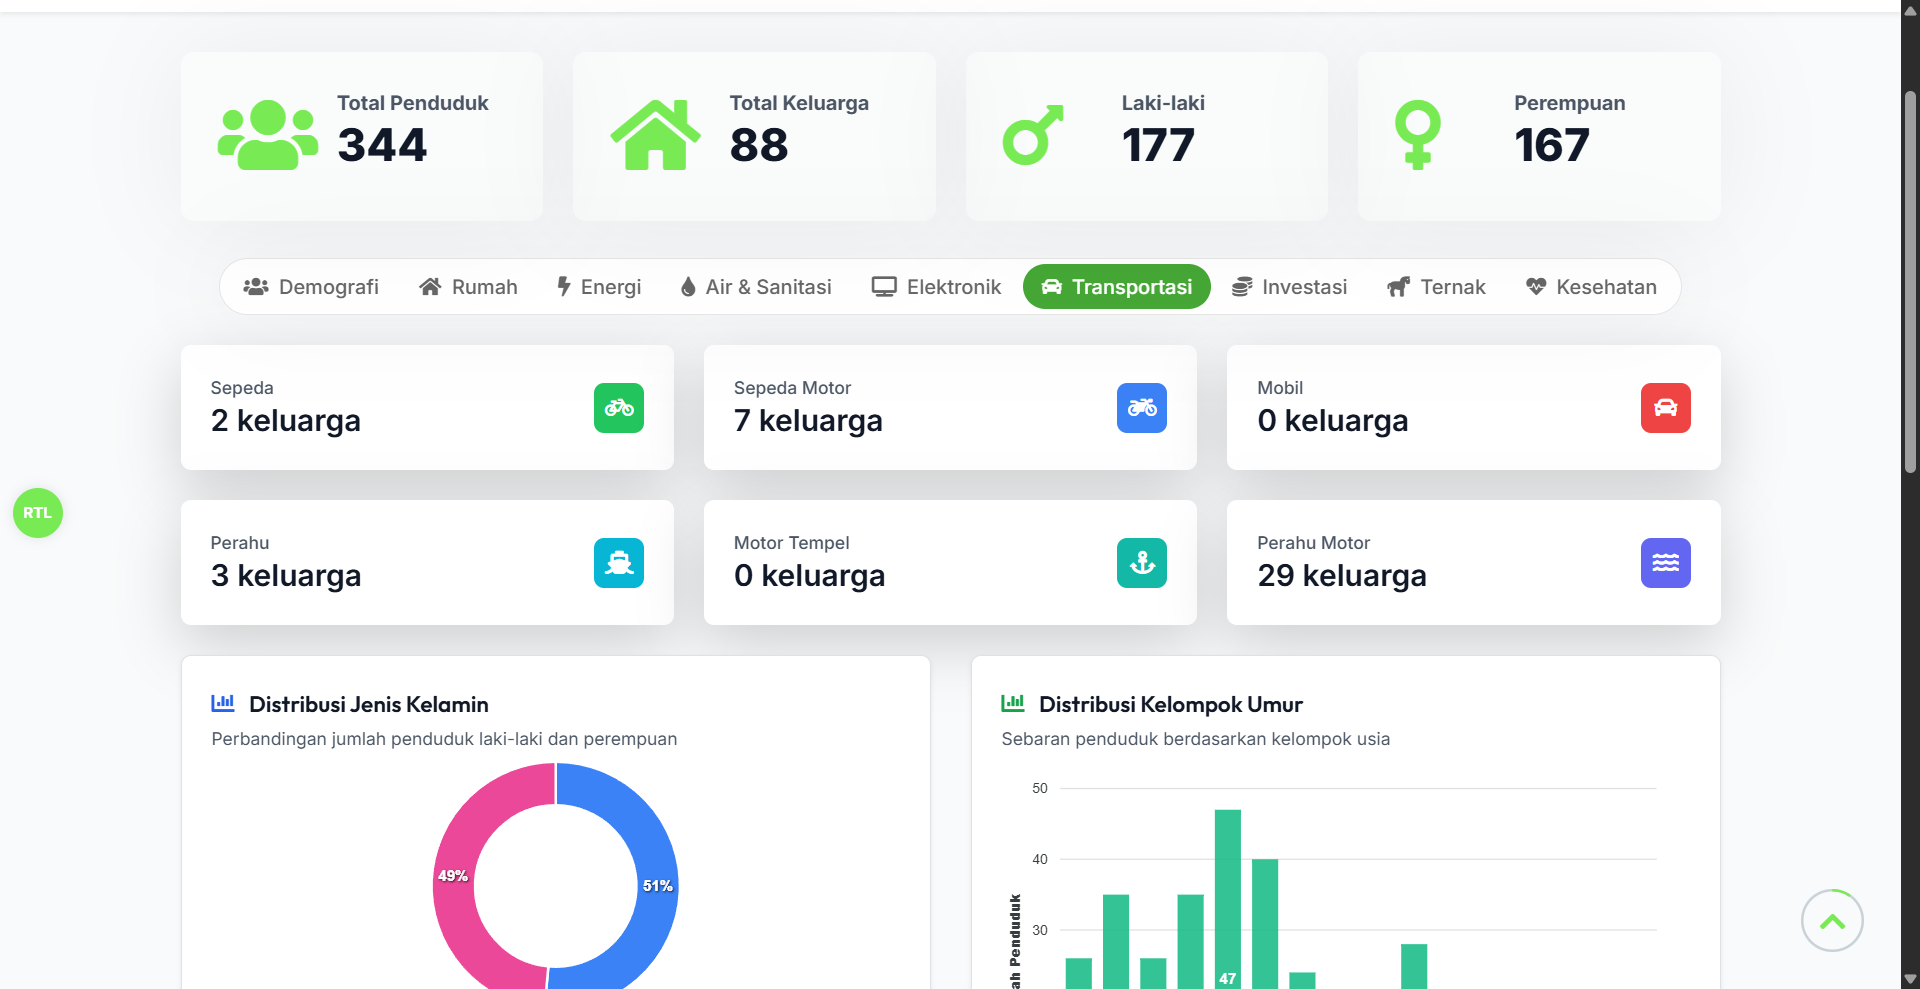 Total Penduduk
344
Total Keluarga
88
Laki-laki
177
Perempuan
167
Demografi
Rumah
Energi
Air & Sanitasi
Elektronik
Transportasi
Investasi
Ternak
Kesehatan
Sepeda
2 keluarga
Sepeda Motor
7 keluarga
Mobil
0 keluarga
Perahu
3 keluarga
Motor Tempel
0 keluarga
Perahu Motor
29 keluarga
RTL
Distribusi Jenis Kelamin
Perbandingan jumlah penduduk laki-laki dan perempuan
49%
51%
Distribusi Kelompok Umur
Sebaran penduduk berdasarkan kelompok usia
50
40
30
ah Penduduk
47